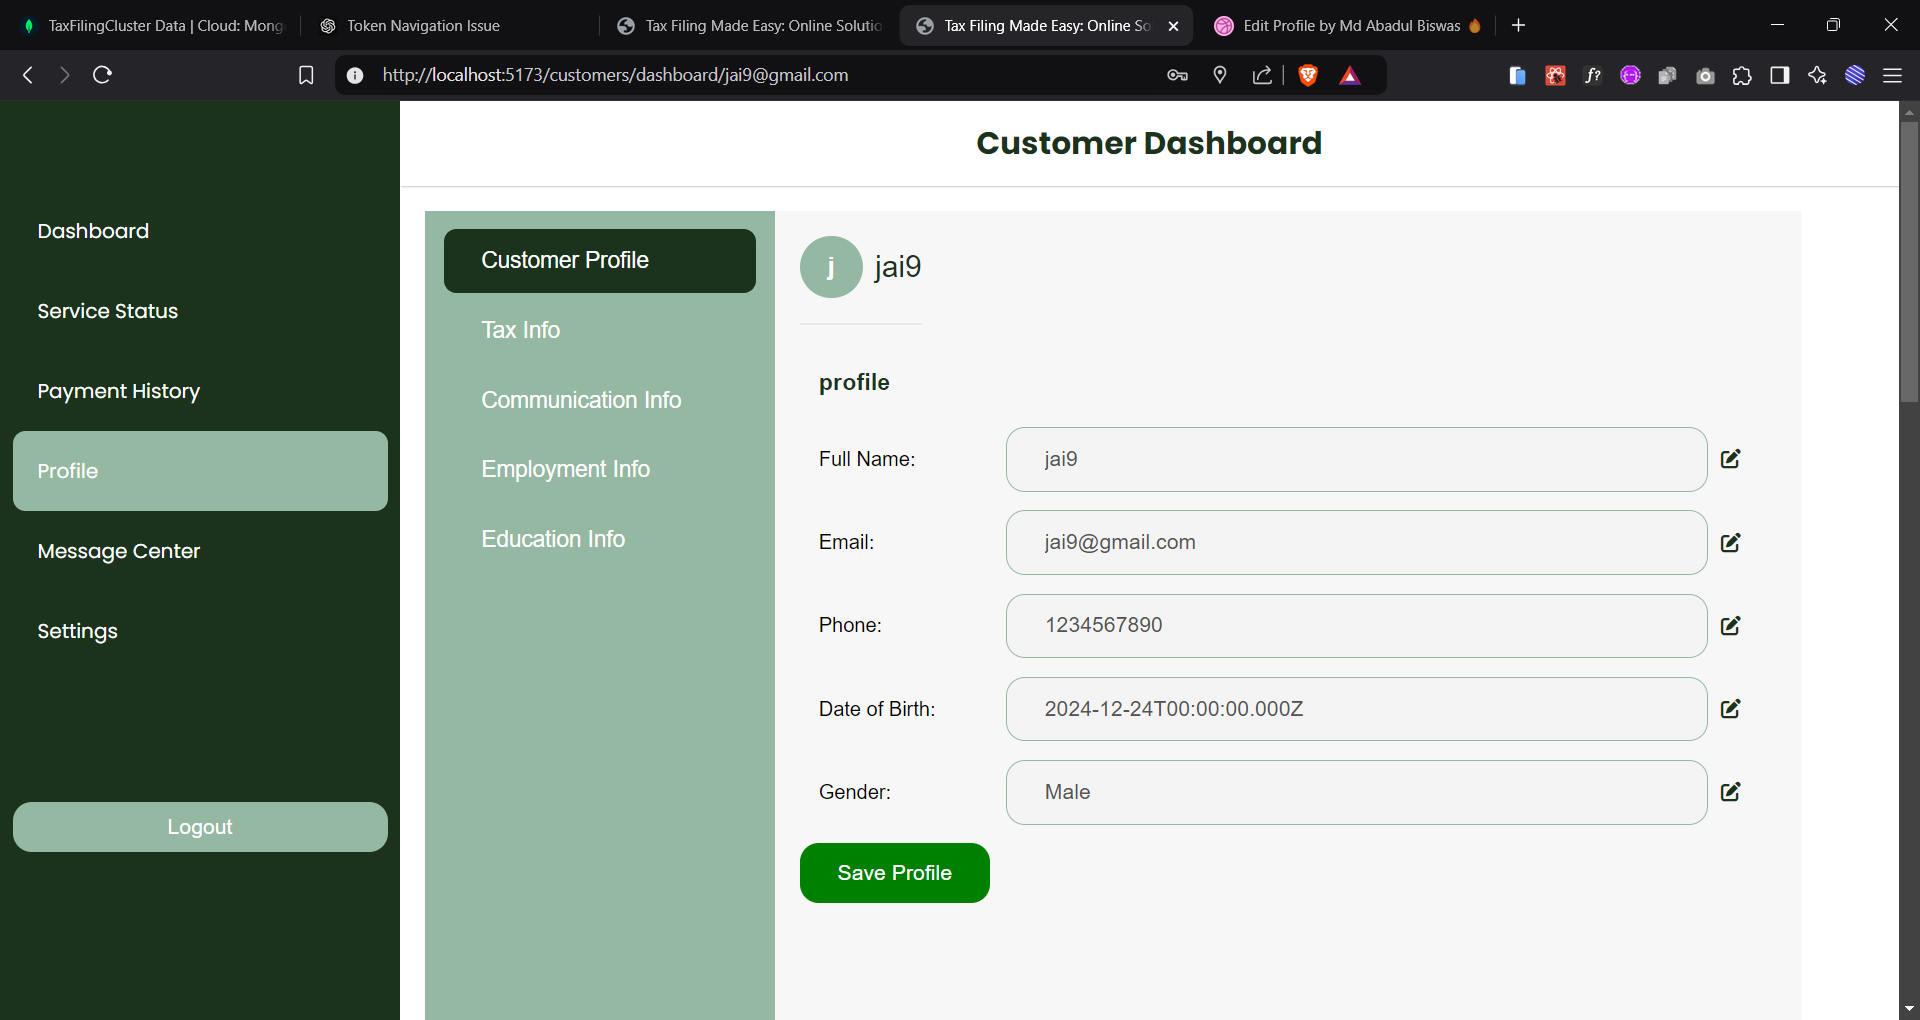 TaxFilingCluster Data | Cloud: Mong
Token Navigation Issue
Tax Filing Made Easy: Online Solutio
Tax Filing Made Easy: Online So
Edit Profile by Md Abadul Biswas
http://localhost:5173/customers/dashboard/jai9@gmail.com
f?
Customer Dashboard
Dashboard
Service Status
Payment History
Profile
Message Center
Settings
Logout
Customer Profile
Tax Info
Communication Info
Employment Info
Education Info
j jai9
profile
Full Name: jai9
Email: jai9@gmail.com
Phone: 1234567890
Date of Birth: 2024-12-24T00:00:00.000Z
Gender: Male
Save Profile